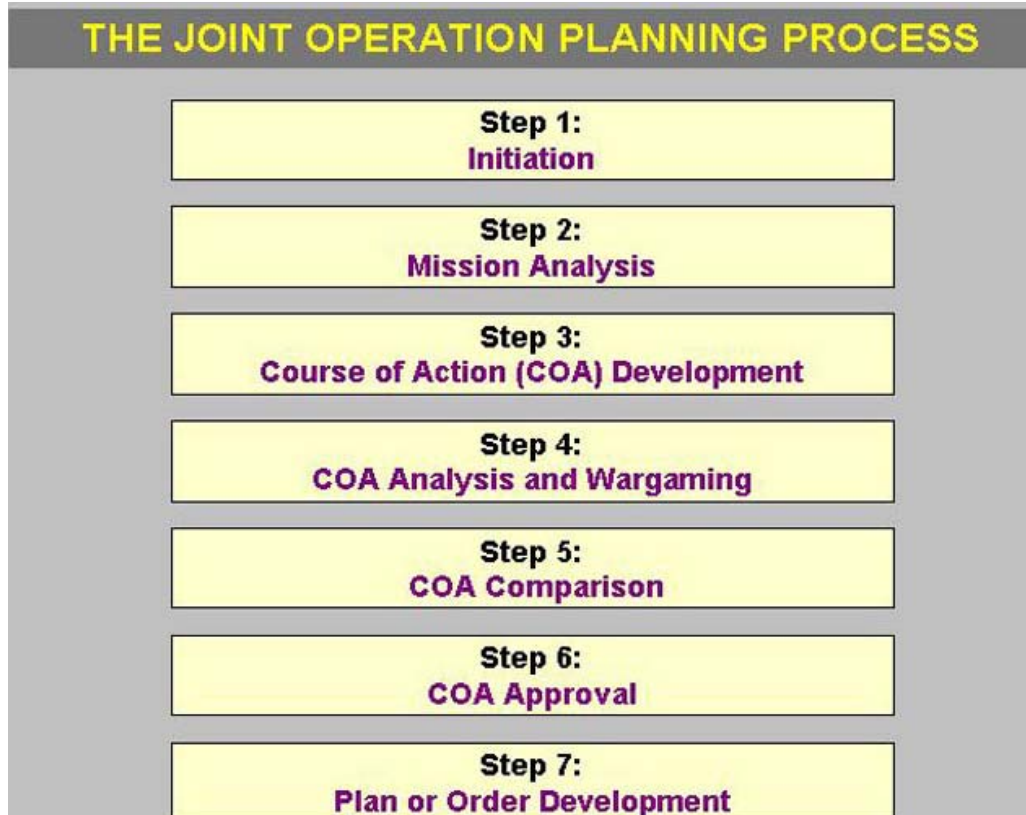 THE JOINT OPERATION PLANNING PROCESS
Step 1:
Initiation
Step 2:
Mission Analysis
Step 3:
Course of Action (COA) Development
Step 4:
COA Analysis and Wargaming
Step 5:
COA Comparison
Step 6:
COA Approval
Step 7:
Plan or Order Development